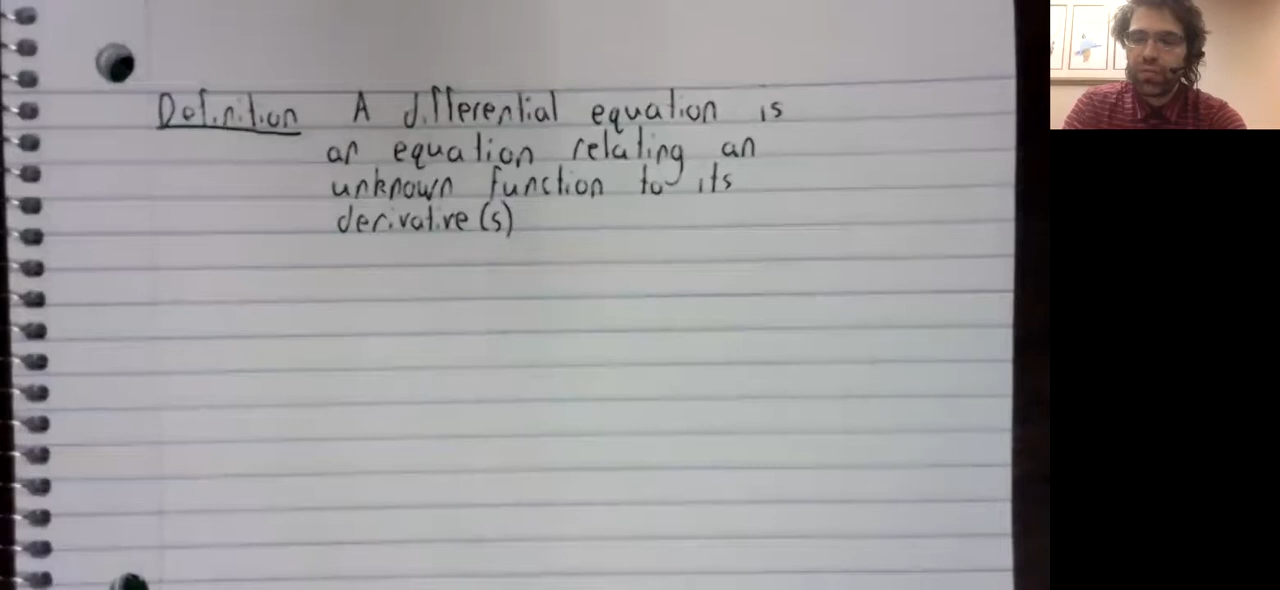 Definition A differential equation is
an equation relating an
unknown function to its
derivative(s)